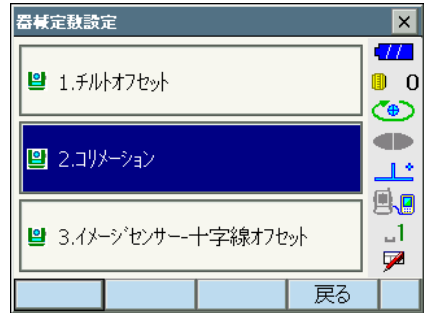 器械定数設定
1.チルトオフセット
0
2.コリメーション
3.イメージセンサー-十字線オフセット
1
戻る